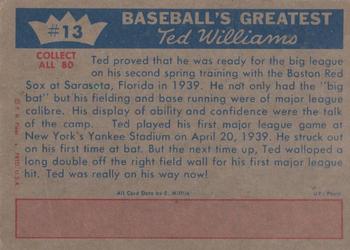 #13
BASEBALL'S GREATEST
Ted Williams
COLLECT
ALL 80
Ted proved that he was ready for the big league
on his second spring training with the Boston Red
Sox at Sarasota, Florida in 1939. He not only had the "big
bat" but his fielding and base running were of major league
calibre. His display of ability and confidence were the talk
of the camp. Ted played his first major league game at
New York's Yankee Stadium on April 20, 1939. He struck out
on his first time at bat. But the next time up, Ted walloped a
long double off the right field wall for his first major league
hit. Ted was really on his way now!
All Card Data by E. Mifflin
U.P. Photo